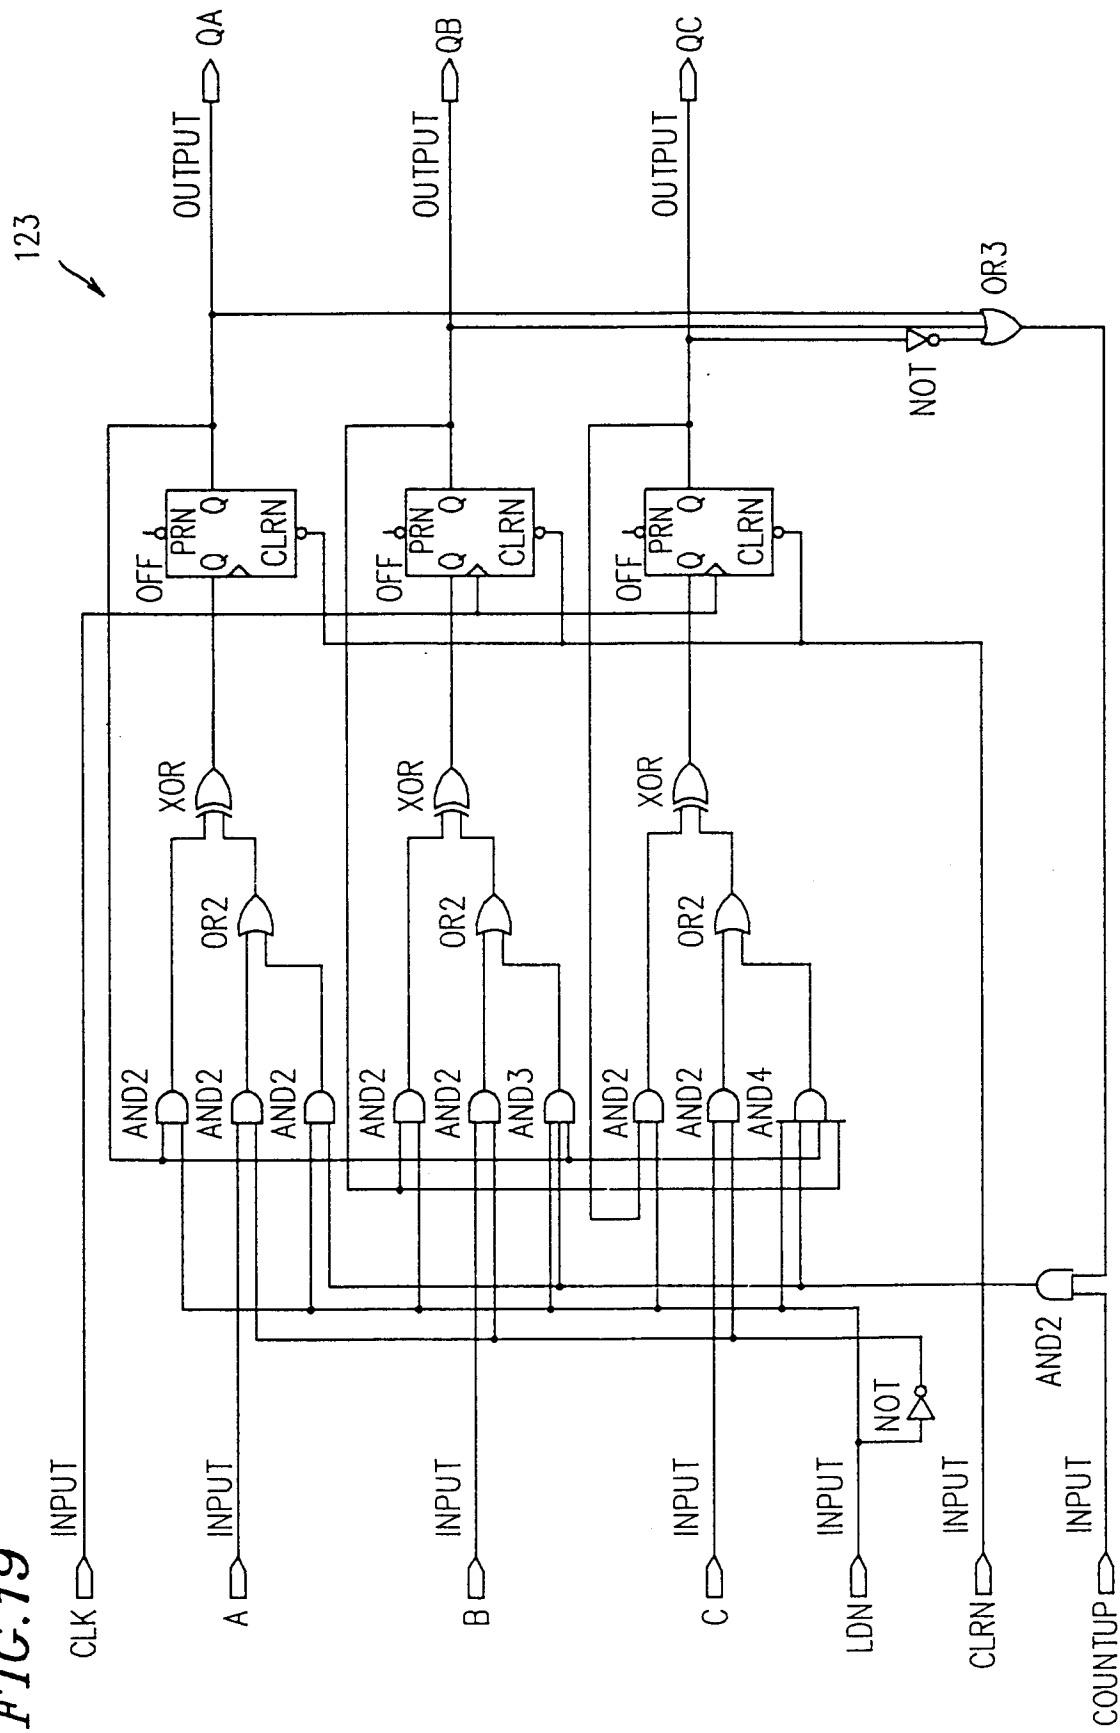 FIG.19
123
CLK
INPUT
A
INPUT
B
INPUT
C
INPUT
LDN
INPUT
CLRN
INPUT
COUNTUP
INPUT
NOT
AND2
AND2
AND2
AND2
OR2
XOR
OFF
PRN
Q
Q
CLRN
OUTPUT
QA
AND2
AND2
AND3
OR2
XOR
OFF
PRN
Q
Q
CLRN
OUTPUT
QB
AND2
AND2
AND4
OR2
XOR
OFF
PRN
Q
Q
CLRN
OUTPUT
QC
NOT
OR3